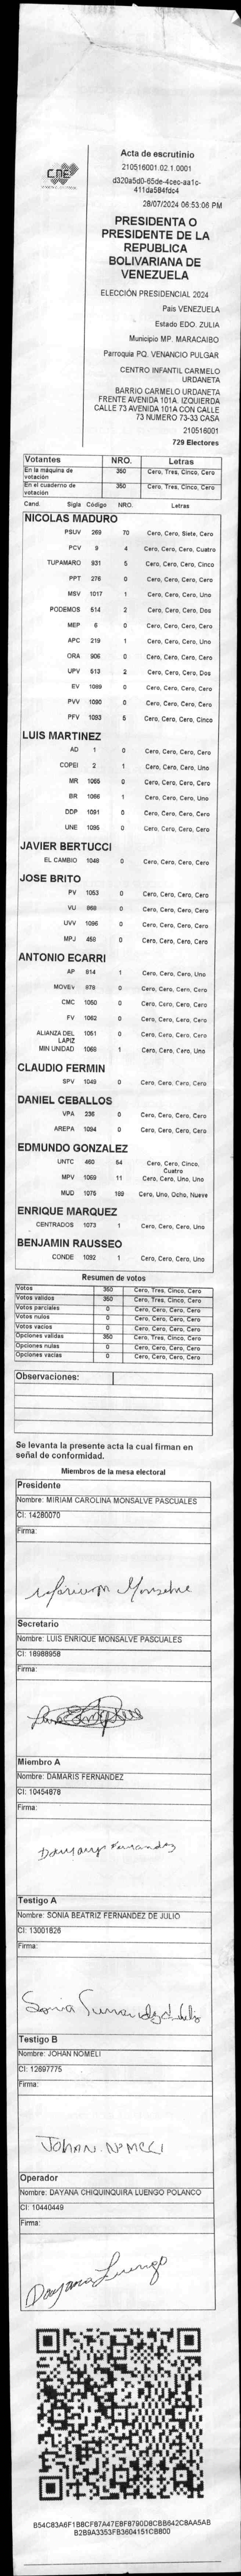 CNE
Acta de escrutinio
210516001.02.1.0001
d320a5d0-65de-4cec-aa1c-
411da584fdc4
28/07/2024 06:53:06 PM
PRESIDENTA O
PRESIDENTE DE LA
REPUBLICA
BOLIVARIANA DE
VENEZUELA
ELECCIÓN PRESIDENCIAL 2024
Pais VENEZUELA
Estado EDO. ZULIA
Municipio MP. MARACAIBO
Parroquia PQ. VENANCIO PULGAR
CENTRO INFANTIL CARMELO
URDANETA
BARRIO CARMELO URDANETA
FRENTE AVENIDA 101A. IZQUIERDA
CALLE 73 AVENIDA 101A CON CALLE
73 NUMERO 73-33 CASA
210516001
729 Electores
Votantes NRO. Letras
En la máquina de votación 350 Cero, Tres, Cinco, Cero
En el cuaderno de votación 350 Cero, Tres, Cinco, Cero
Cand. Sigla Código NRO. Letras
NICOLAS MADURO
PSUV 269 70 Cero, Cero, Siete, Cero
PCV 9 4 Cero, Cero, Cero, Cuatro
TUPAMARO 931 5 Cero, Cero, Cero, Cinco
PPT 276 0 Cero, Cero, Cero, Cero
MSV 1017 1 Cero, Cero, Cero, Uno
PODEMOS 514 2 Cero, Cero, Cero, Dos
MEP 6 0 Cero, Cero, Cero, Cero
APC 219 1 Cero, Cero, Cero, Uno
ORA 906 0 Cero, Cero, Cero, Cero
UPV 513 2 Cero, Cero, Cero, Dos
EV 1089 0 Cero, Cero, Cero, Cero
PVV 1090 0 Cero, Cero, Cero, Cero
PFV 1093 5 Cero, Cero, Cero, Cinco
LUIS MARTINEZ
AD 1 0 Cero, Cero, Cero, Cero
COPEI 2 1 Cero, Cero, Cero, Uno
MR 1065 0 Cero, Cero, Cero, Cero
BR 1066 1 Cero, Cero, Cero, Uno
DDP 1091 0 Cero, Cero, Cero, Cero
UNE 1095 0 Cero, Cero, Cero, Cero
JAVIER BERTUCCI
EL CAMBIO 1048 0 Cero, Cero, Cero, Cero
JOSE BRITO
PV 1053 0 Cero, Cero, Cero, Cero
VU 868 0 Cero, Cero, Cero, Cero
UVV 1096 0 Cero, Cero, Cero, Cero
MPJ 458 0 Cero, Cero, Cero, Cero
ANTONIO ECARRI
AP 914 1 Cero, Cero, Cero, Uno
MOVEV 979 0 Cero, Cero, Cero, Cero
CMC 1050 0 Cero, Cero, Cero, Cero
FV 1062 0 Cero, Cero, Cero, Cero
ALIANZA DEL LAPIZ 1051 0 Cero, Cero, Cero, Cero
MIN UNIDAD 1068 1 Cero, Cero, Cero, Uno
CLAUDIO FERMIN
SPV 1049 0 Cero, Cero, Cero, Cero
DANIEL CEBALLOS
VPA 236 0 Cero, Cero, Cero, Cero
AREPA 1094 0 Cero, Cero, Cero, Cero
EDMUNDO GONZALEZ
UNTC 460 54 Cero, Cero, Cinco, Cuatro
MPV 1069 11 Cero, Cero, Uno, Uno
MUD 1075 189 Cero, Uno, Ocho, Nueve
ENRIQUE MARQUEZ
CENTRADOS 1073 1 Cero, Cero, Cero, Uno
BENJAMIN RAUSSEO
CONDE 1092 1 Cero, Cero, Cero, Uno
Resumen de votos
Votos 350 Cero, Tres, Cinco, Cero
Votos válidos 350 Cero, Tres, Cinco, Cero
Votos parciales 0 Cero, Cero, Cero, Cero
Votos nulos 0 Cero, Cero, Cero, Cero
Votos vacios 0 Cero, Cero, Cero, Cero
Opciones validas 350 Cero, Tres, Cinco, Cero
Opciones nulas 0 Cero, Cero, Cero, Cero
Opciones vacias 0 Cero, Cero, Cero, Cero
Observaciones:
Se levanta la presente acta la cual firman en
señal de conformidad.
Miembros de la mesa electoral
Presidente
Nombre: MIRIAM CAROLINA MONSALVE PASCUALES
CI: 14280070
Firma:
Monsalve
Secretario
Nombre: LUIS ENRIQUE MONSALVE PASCUALES
CI: 18988958
Firma:
Miembro A
Nombre: DAMARIS FERNANDEZ
CI: 10454878
Firma:
Damarys Fernandez
Testigo A
Nombre: SONIA BEATRIZ FERNANDEZ DE JULIO
CI: 13001826
Firma:
Sonia Fernandez d Julio
Testigo B
Nombre: JOHAN NOMELI
CI: 12697775
Firma:
JOHAN NOMELI
Operador
Nombre: DAYANA CHIQUINQUIRA LUENGO POLANCO
CI: 10440449
Firma:
Dayana Luengo
B54C83A6F1B8CF87A47E8F8790D8CBB642C8AA5AB
B2B9A3353FB3604151CB800